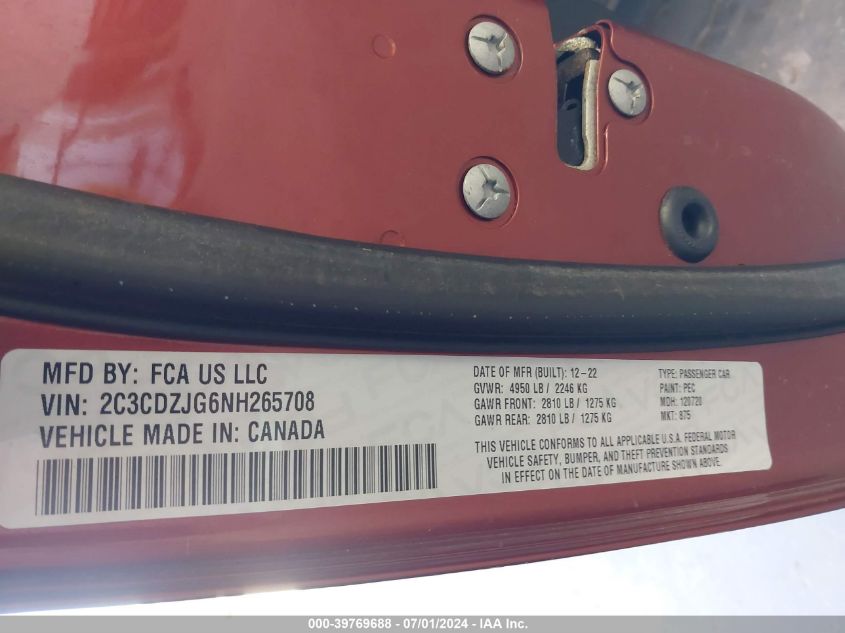 MFD BY: FCA US LLC
VIN: 2C3CDZJG6NH265708
VEHICLE MADE IN: CANADA
DATE OF MFR (BUILT): 12-22
GVWR: 4950 LB / 2246 KG
GAWR FRONT: 2810 LB / 1275 KG
GAWR REAR: 2810 LB / 1275 KG
TYPE: PASSENGER CAR
PAINT: PEC
MDH: 120720
MKT: 875
THIS VEHICLE CONFORMS TO ALL APPLICABLE U.S.A. FEDERAL MOTOR
VEHICLE SAFETY, BUMPER, AND THEFT PREVENTION STANDARDS
IN EFFECT ON THE DATE OF MANUFACTURE SHOWN ABOVE.
000-39769688 - 07/01/2024 - IAA Inc.